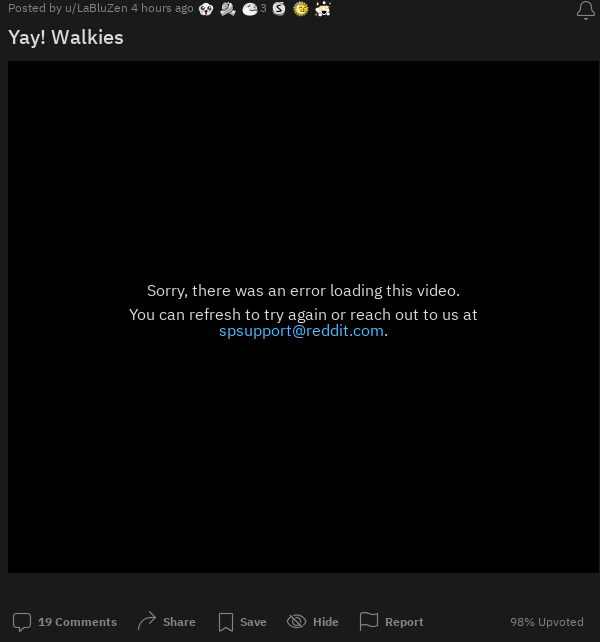 Posted by u/LaBluZen 4 hours ago 3 S
Yay! Walkies
Sorry, there was an error loading this video.
You can refresh to try again or reach out to us at
spsupport@reddit.com.
19 Comments Share Save Hide Report 98% Upvoted